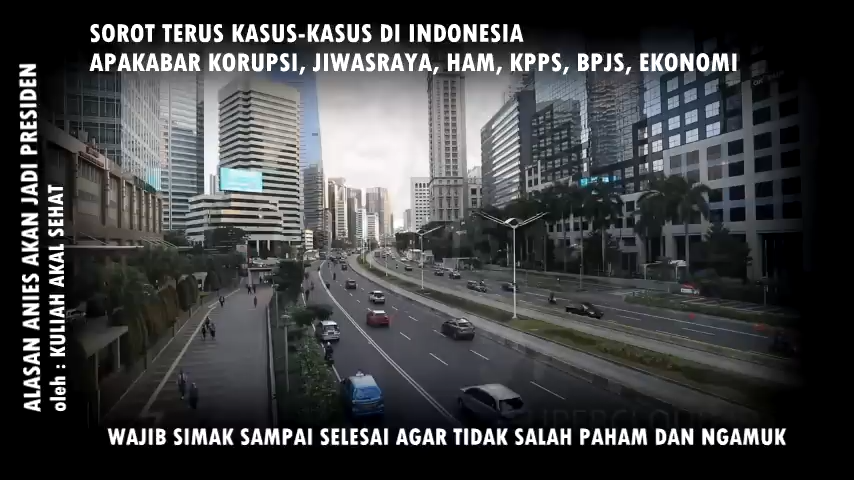 SOROT TERUS KASUS-KASUS DI INDONESIA
APAKABAR KORUPSI, JIWASRAYA, HAM, KPPS, BPJS, EKONOMI
ALASAN ANIES AKAN JADI PRESIDEN
oleh : KULIAH AKAL SEHAT
WAJIB SIMAK SAMPAI SELESAI AGAR TIDAK SALAH PAHAM DAN NGAMUK